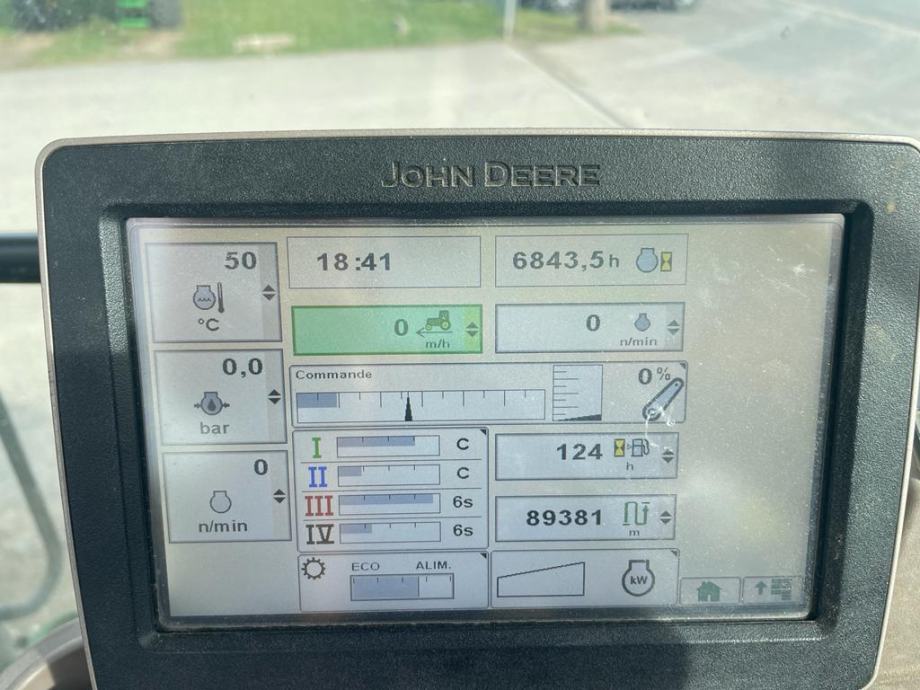 JOHN DEERE
50
°C
18:41
6843,5 h
0
m/h
0
n/min
0,0
bar
Commande
0 %
0
n/min
I
C
II
C
III
6s
IV
6s
124
h
89381
m
ECO ALIM.
kW